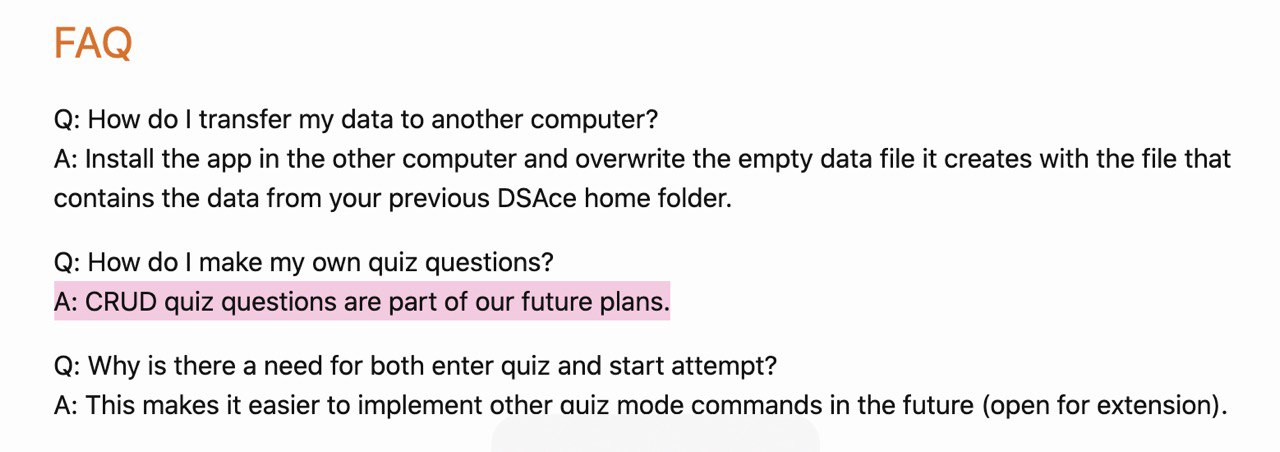 FAQ
Q: How do I transfer my data to another computer?
A: Install the app in the other computer and overwrite the empty data file it creates with the file that
contains the data from your previous DSAce home folder.
Q: How do I make my own quiz questions?
A: CRUD quiz questions are part of our future plans.
Q: Why is there a need for both enter quiz and start attempt?
A: This makes it easier to implement other quiz mode commands in the future (open for extension).